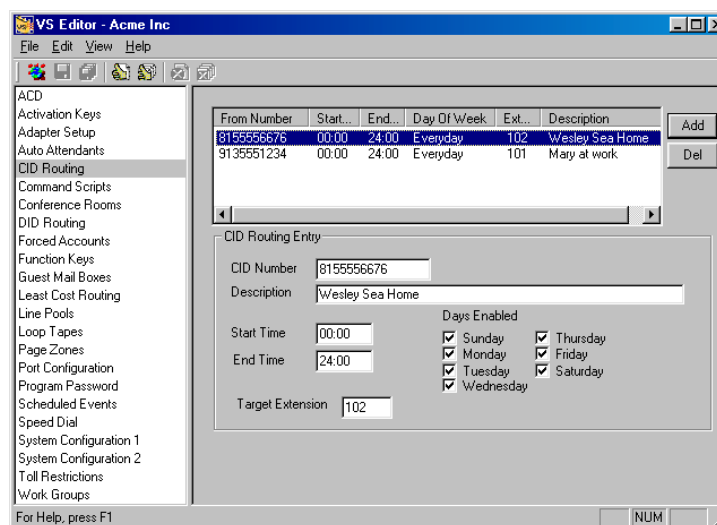 VS Editor - Acme Inc
File Edit View Help
ACD
Activation Keys
Adapter Setup
Auto Attendants
CID Routing
Command Scripts
Conference Rooms
DID Routing
Forced Accounts
Function Keys
Guest Mail Boxes
Least Cost Routing
Line Pools
Loop Tapes
Page Zones
Port Configuration
Program Password
Scheduled Events
Speed Dial
System Configuration 1
System Configuration 2
Toll Restrictions
Work Groups
From Number Start... End... Day Of Week Ext... Description
8155556676 00:00 24:00 Everyday 102 Wesley Sea Home
9135551234 00:00 24:00 Everyday 101 Mary at work
Add
Del
CID Routing Entry
CID Number 8155556676
Description Wesley Sea Home
Start Time 00:00
End Time 24:00
Target Extension 102
Days Enabled
Sunday Thursday
Monday Friday
Tuesday Saturday
Wednesday
For Help, press F1 NUM